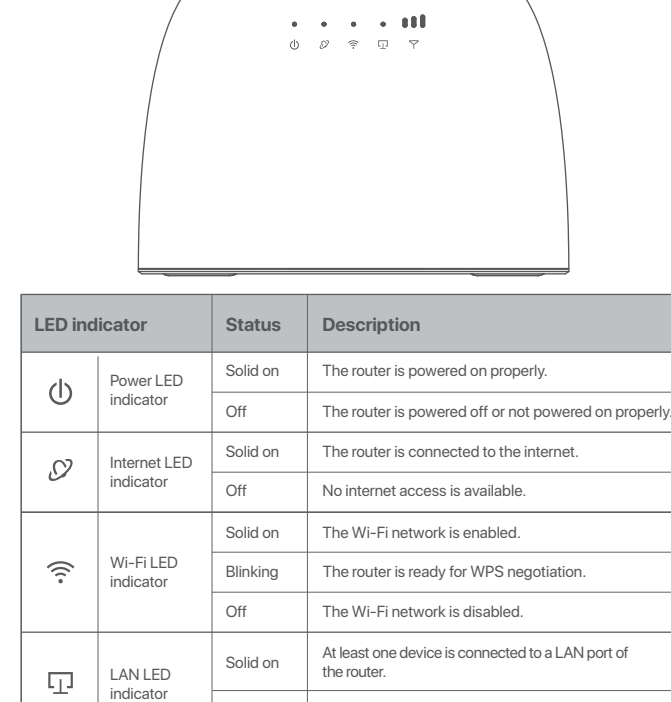 LED indicator Status Description
Power LED
indicator
Solid on The router is powered on properly.
Off The router is powered off or not powered on properly.
Internet LED
indicator
Solid on The router is connected to the internet.
Off No internet access is available.
Wi-Fi LED
indicator
Solid on The Wi-Fi network is enabled.
Blinking The router is ready for WPS negotiation.
Off The Wi-Fi network is disabled.
LAN LED
indicator
Solid on At least one device is connected to a LAN port of
the router.